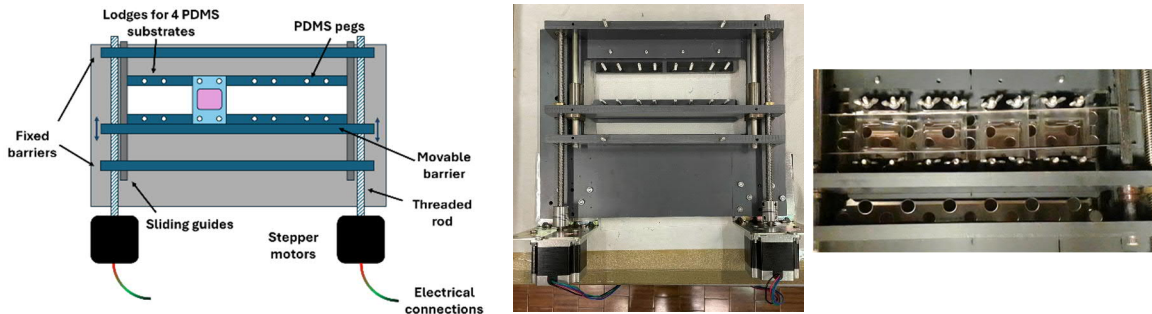 Lodges for 4 PDMS
substrates
PDMS pegs
Fixed
barriers
Movable
barrier
Sliding guides
Threaded
rod
Stepper
motors
Electrical
connections